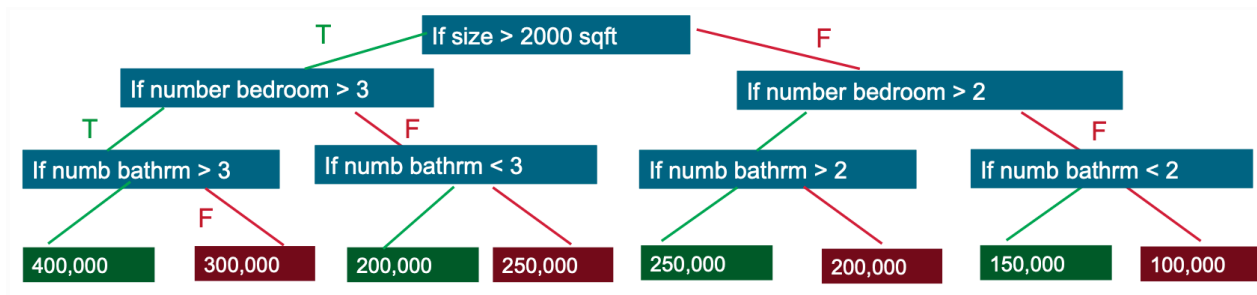 T
If size > 2000 sqft
F
If number bedroom > 3
If number bedroom > 2
T
F
F
If numb bathrm > 3
If numb bathrm < 3
If numb bathrm > 2
If numb bathrm < 2
F
400,000
300,000
200,000
250,000
250,000
200,000
150,000
100,000